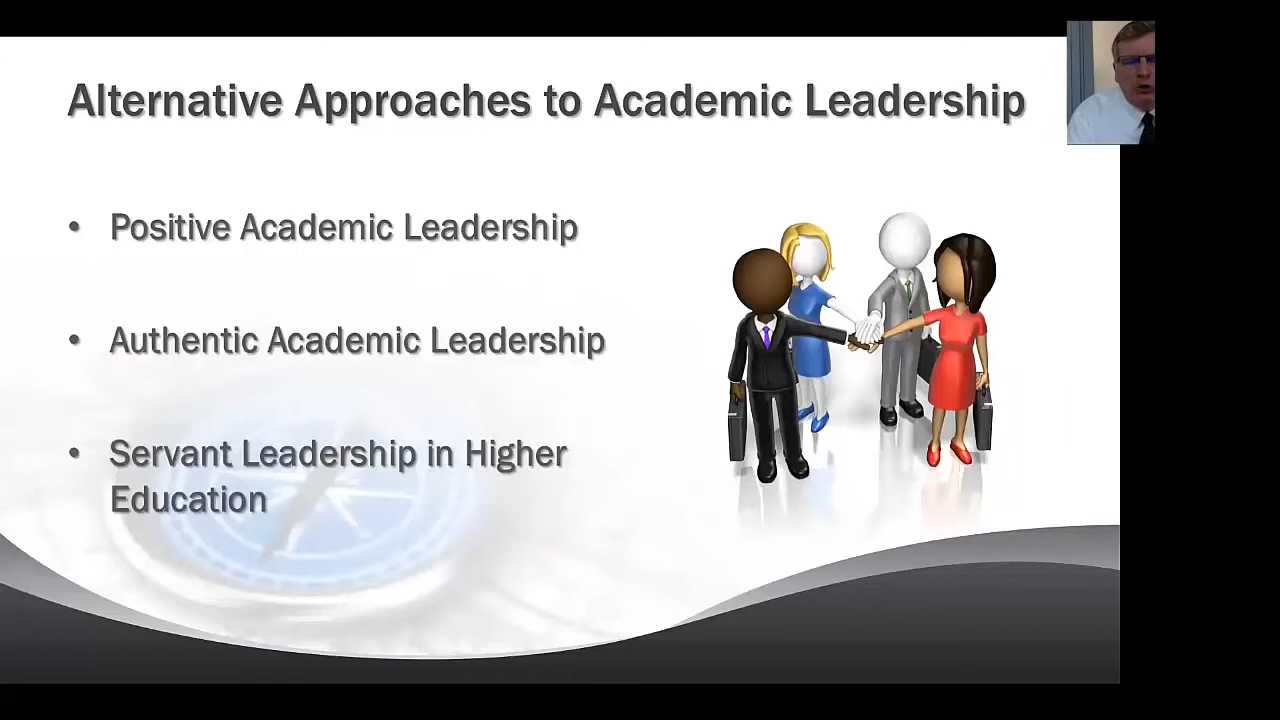 Alternative Approaches to Academic Leadership
• Positive Academic Leadership
• Authentic Academic Leadership
• Servant Leadership in Higher
Education